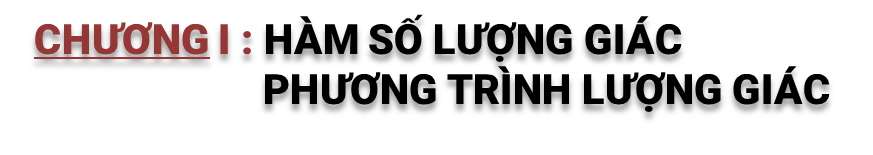 CHƯƠNG I : HÀM SỐ LƯỢNG GIÁC
PHƯƠNG TRÌNH LƯỢNG GIÁC